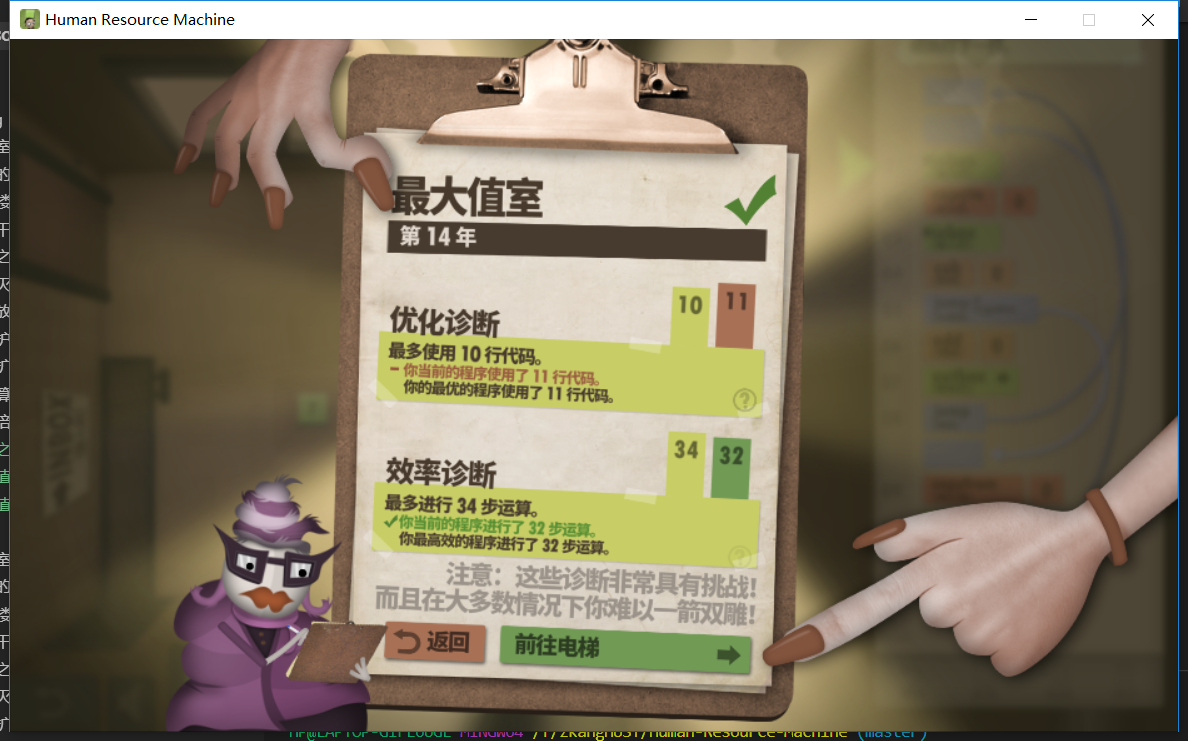 Human Resource Machine
最大值室
第 14 年
10
11
优化诊断
最多使用 10 行代码。
- 你当前的程序使用了 11 行代码。
你的最优的程序使用了 11 行代码。
?
34
32
效率诊断
最多进行 34 步运算。
✓你当前的程序进行了 32 步运算。
你最高效的程序进行了 32 步运算。
?
注意：这些诊断非常具有挑战!
而且在大多数情况下你难以一箭双雕!
返回
前往电梯
INBOX